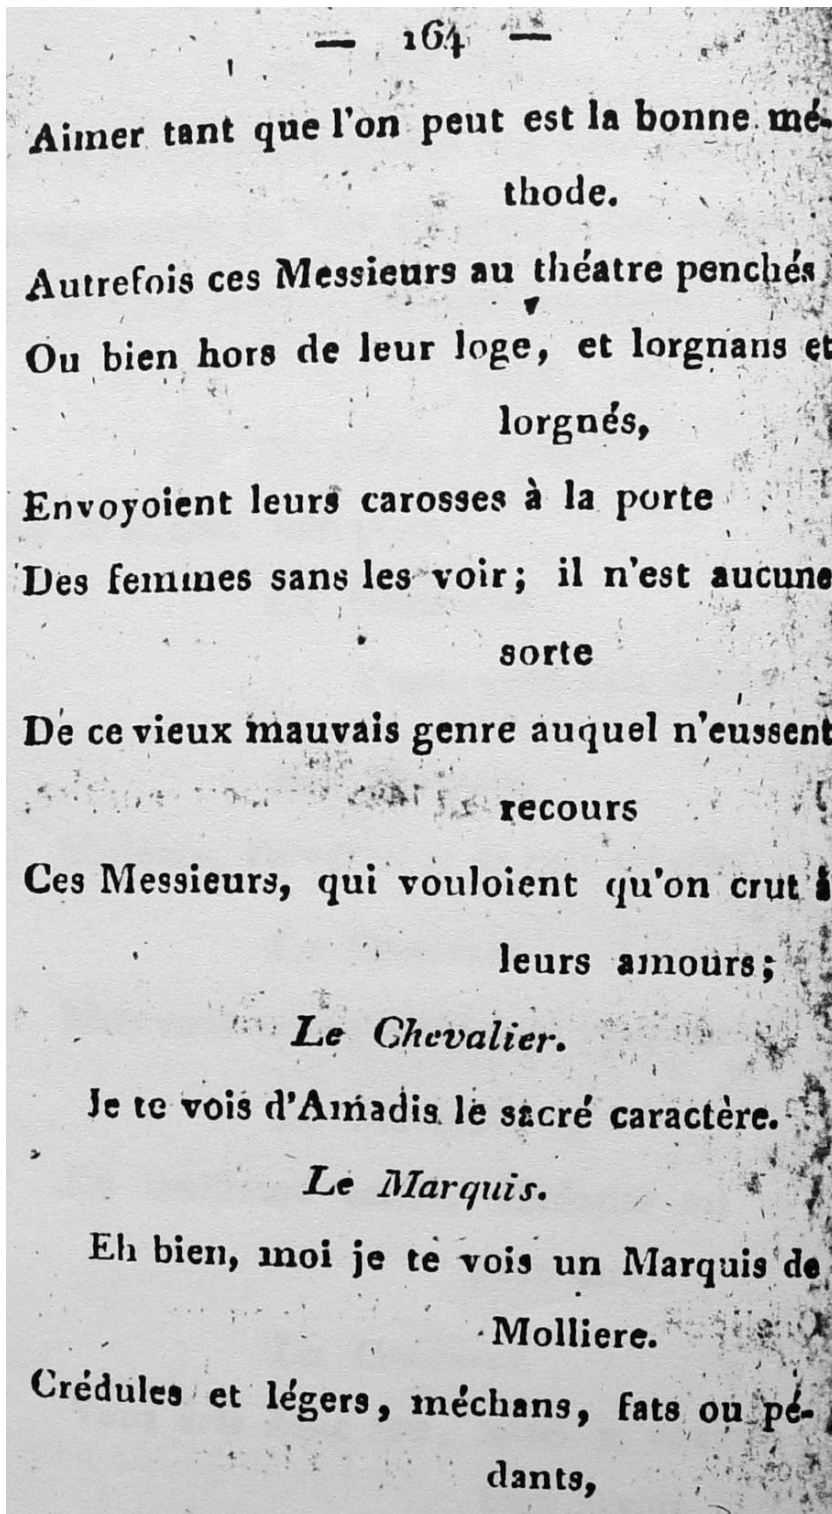 — 164 —
Aimer tant que l'on peut est la bonne mé-
thode.
Autrefois ces Messieurs au théatre penchés
Ou bien hors de leur loge, et lorgnans et
lorgnés,
Envoyoient leurs carosses à la porte
Des femmes sans les voir; il n'est aucune
sorte
De ce vieux mauvais genre auquel n'eussent
recours
Ces Messieurs, qui vouloient qu'on crut à
leurs amours;
Le Chevalier.
Je te vois d'Amadis le sacré caractère.
Le Marquis.
Eh bien, moi je te vois un Marquis de
Molliere.
Crédules et légers, méchans, fats ou pé-
dants,